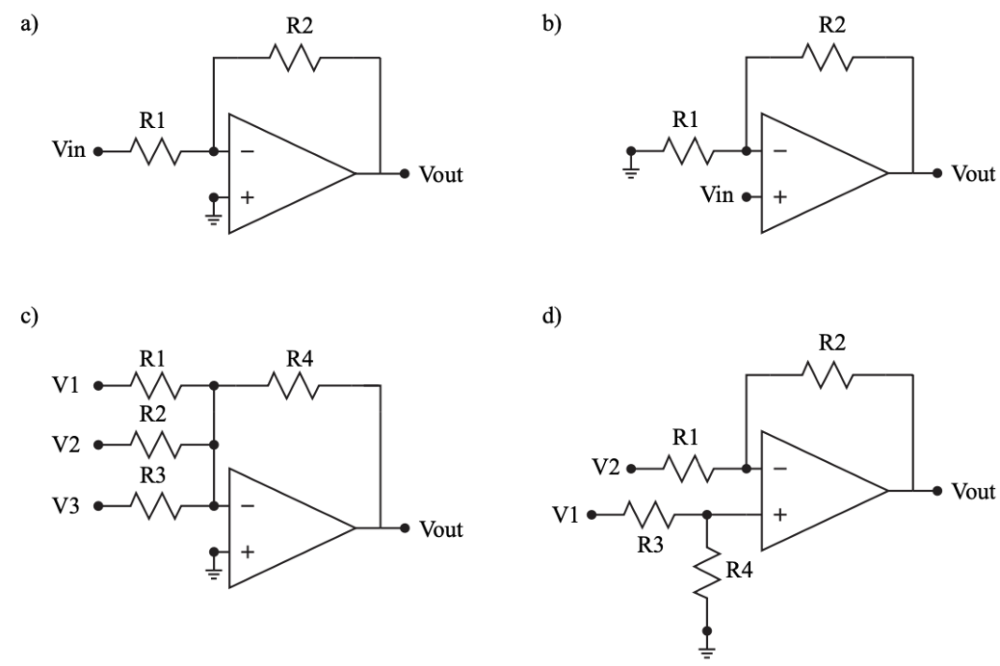 a)
R2
R1
Vin
−
+
Vout
b)
R2
R1
−
Vin
+
Vout
c)
R1
R4
V1
R2
V2
R3
V3
−
+
Vout
d)
R2
R1
V2
−
V1
+
R3
R4
Vout